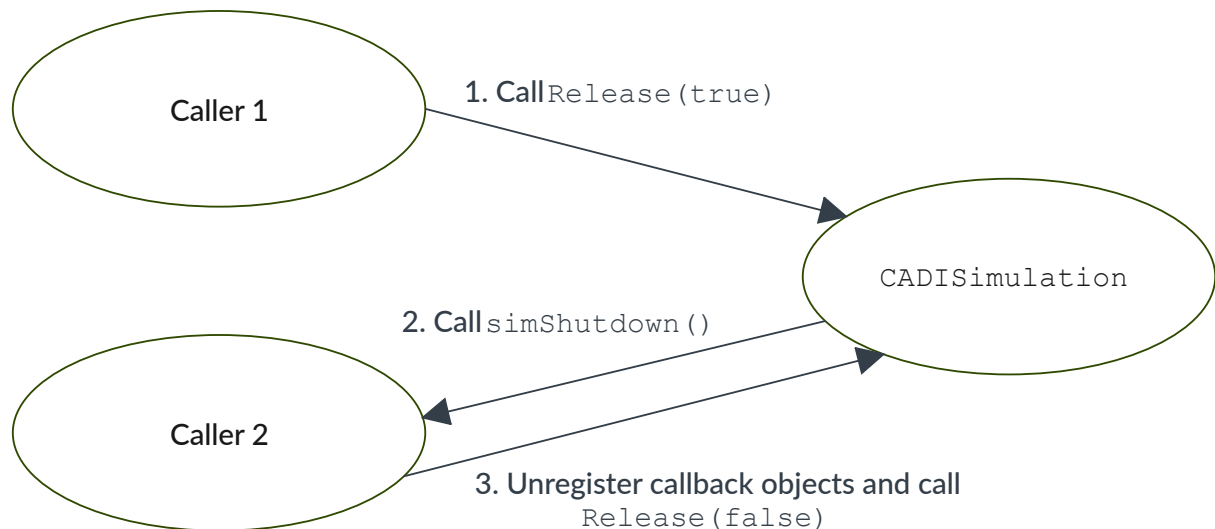 1. Call Release(true)
Caller 1
CADISimulation
2. Call simShutdown()
Caller 2
3. Unregister callback objects and call
Release(false)